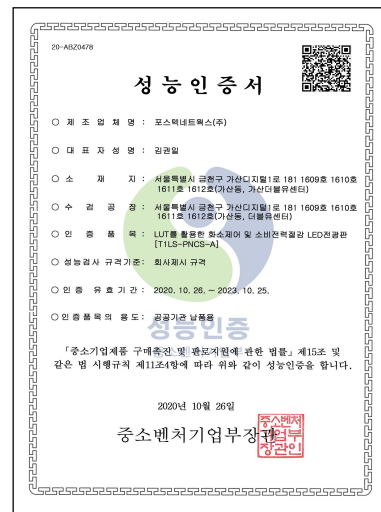 20-ABZ0478
성능인증서
○ 제 조 업 체 명 : 포스텍네트웍스(주)
○ 대 표 자 성 명 : 김권일
○ 소 재 지 : 서울특별시 금천구 가산디지털1로 181 1609호 1610호
1611호 1612호(가산동, 가산더블유센터)
○ 수 검 공 장 : 서울특별시 금천구 가산디지털1로 181 1609호 1610호
1611호 1612호(가산동, 더블유센터)
○ 인 증 품 목 : LUT를 활용한 화소제어 및 소비전력절감 LED전광판
[T1LS-PNCS-A]
○ 성능검사 규격기준: 회사제시 규격
○ 인증 유효기간 : 2020. 10. 26. ~ 2023. 10. 25.
○ 인증품목의 용도: 공공기관 납품용
성능인증
「중소기업제품 구매촉진 및 판로지원에 관한 법률」제15조 및
같은 법 시행규칙 제11조4항에 따라 위와 같이 성능인증을 합니다.
2020년 10월 26일
중소벤처기업부장관
중소벤처
기업부
장관인